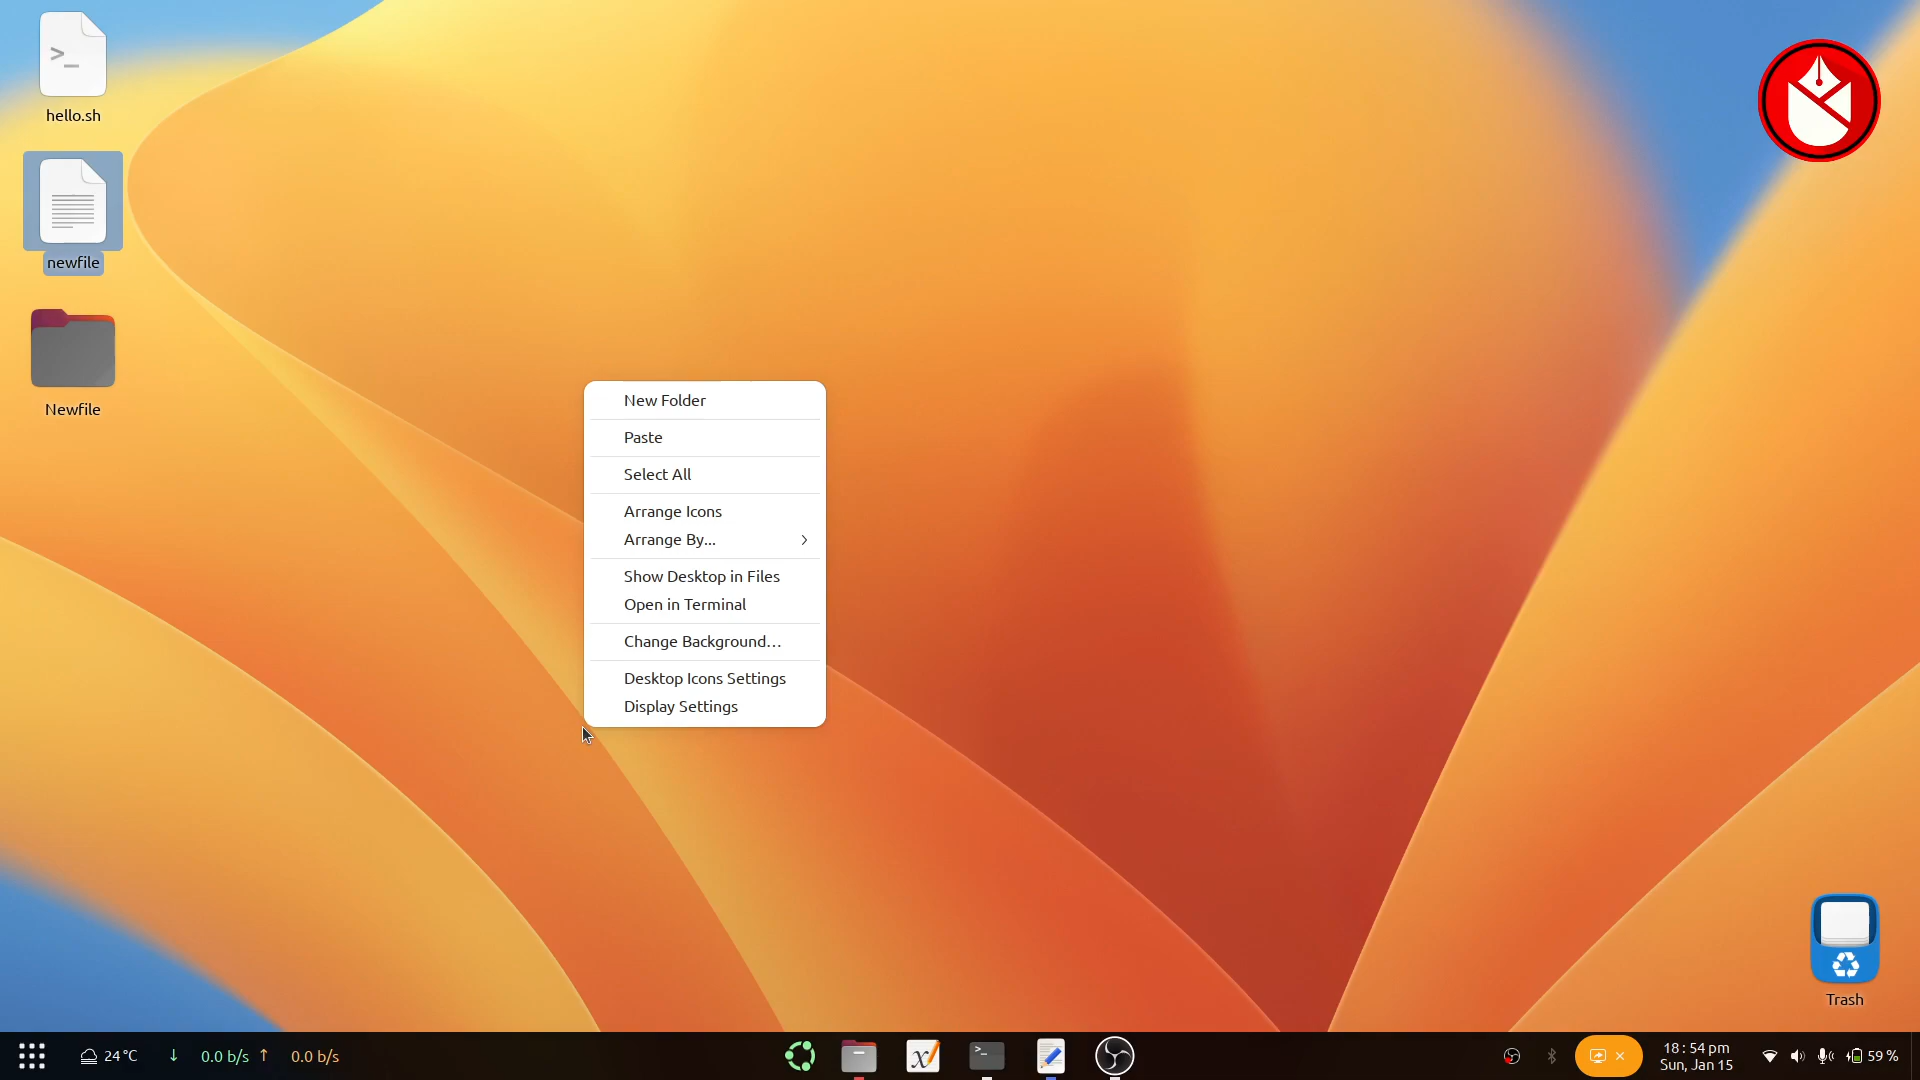 hello.sh
newfile
Newfile
New Folder
Paste
Select All
Arrange Icons
Arrange By...
Show Desktop in Files
Open in Terminal
Change Background…
Desktop Icons Settings
Display Settings
Trash
24 °C ↓ 0.0 b/s ↑ 0.0 b/s
18 : 54 pm
Sun, Jan 15
59 %